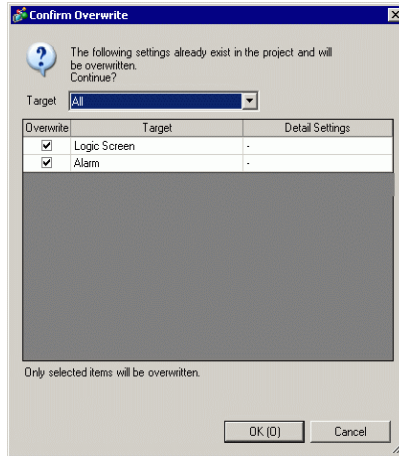 Confirm Overwrite
The following settings already exist in the project and will
be overwritten.
Continue?
Target All
Overwrite Target Detail Settings
Logic Screen -
Alarm -
Only selected items will be overwritten.
OK (O) Cancel